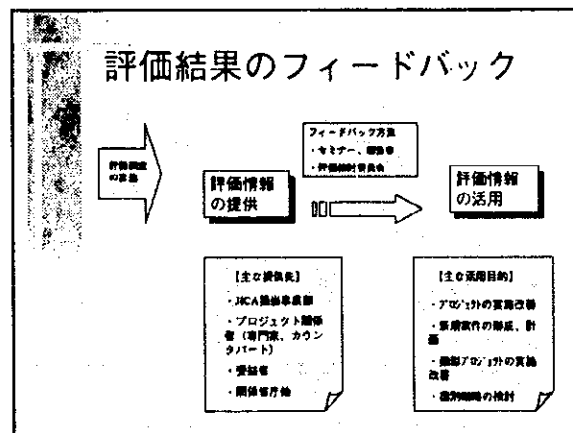 評価結果のフィードバック
評価調査
の実施
フィードバック方法
・セミナー、報告書
・評価検討委員会
評価情報
の提供
評価情報
の活用
【主な提供先】
・JICA担当事業部
・プロジェクト関係
者（専門家、カウン
タパート）
・受益者
・関係省庁他
【主な活用目的】
・プロジェクトの実施改善
・新規案件の形成、計
画
・類似プロジェクトの実施
改善
・国別戦略の検討